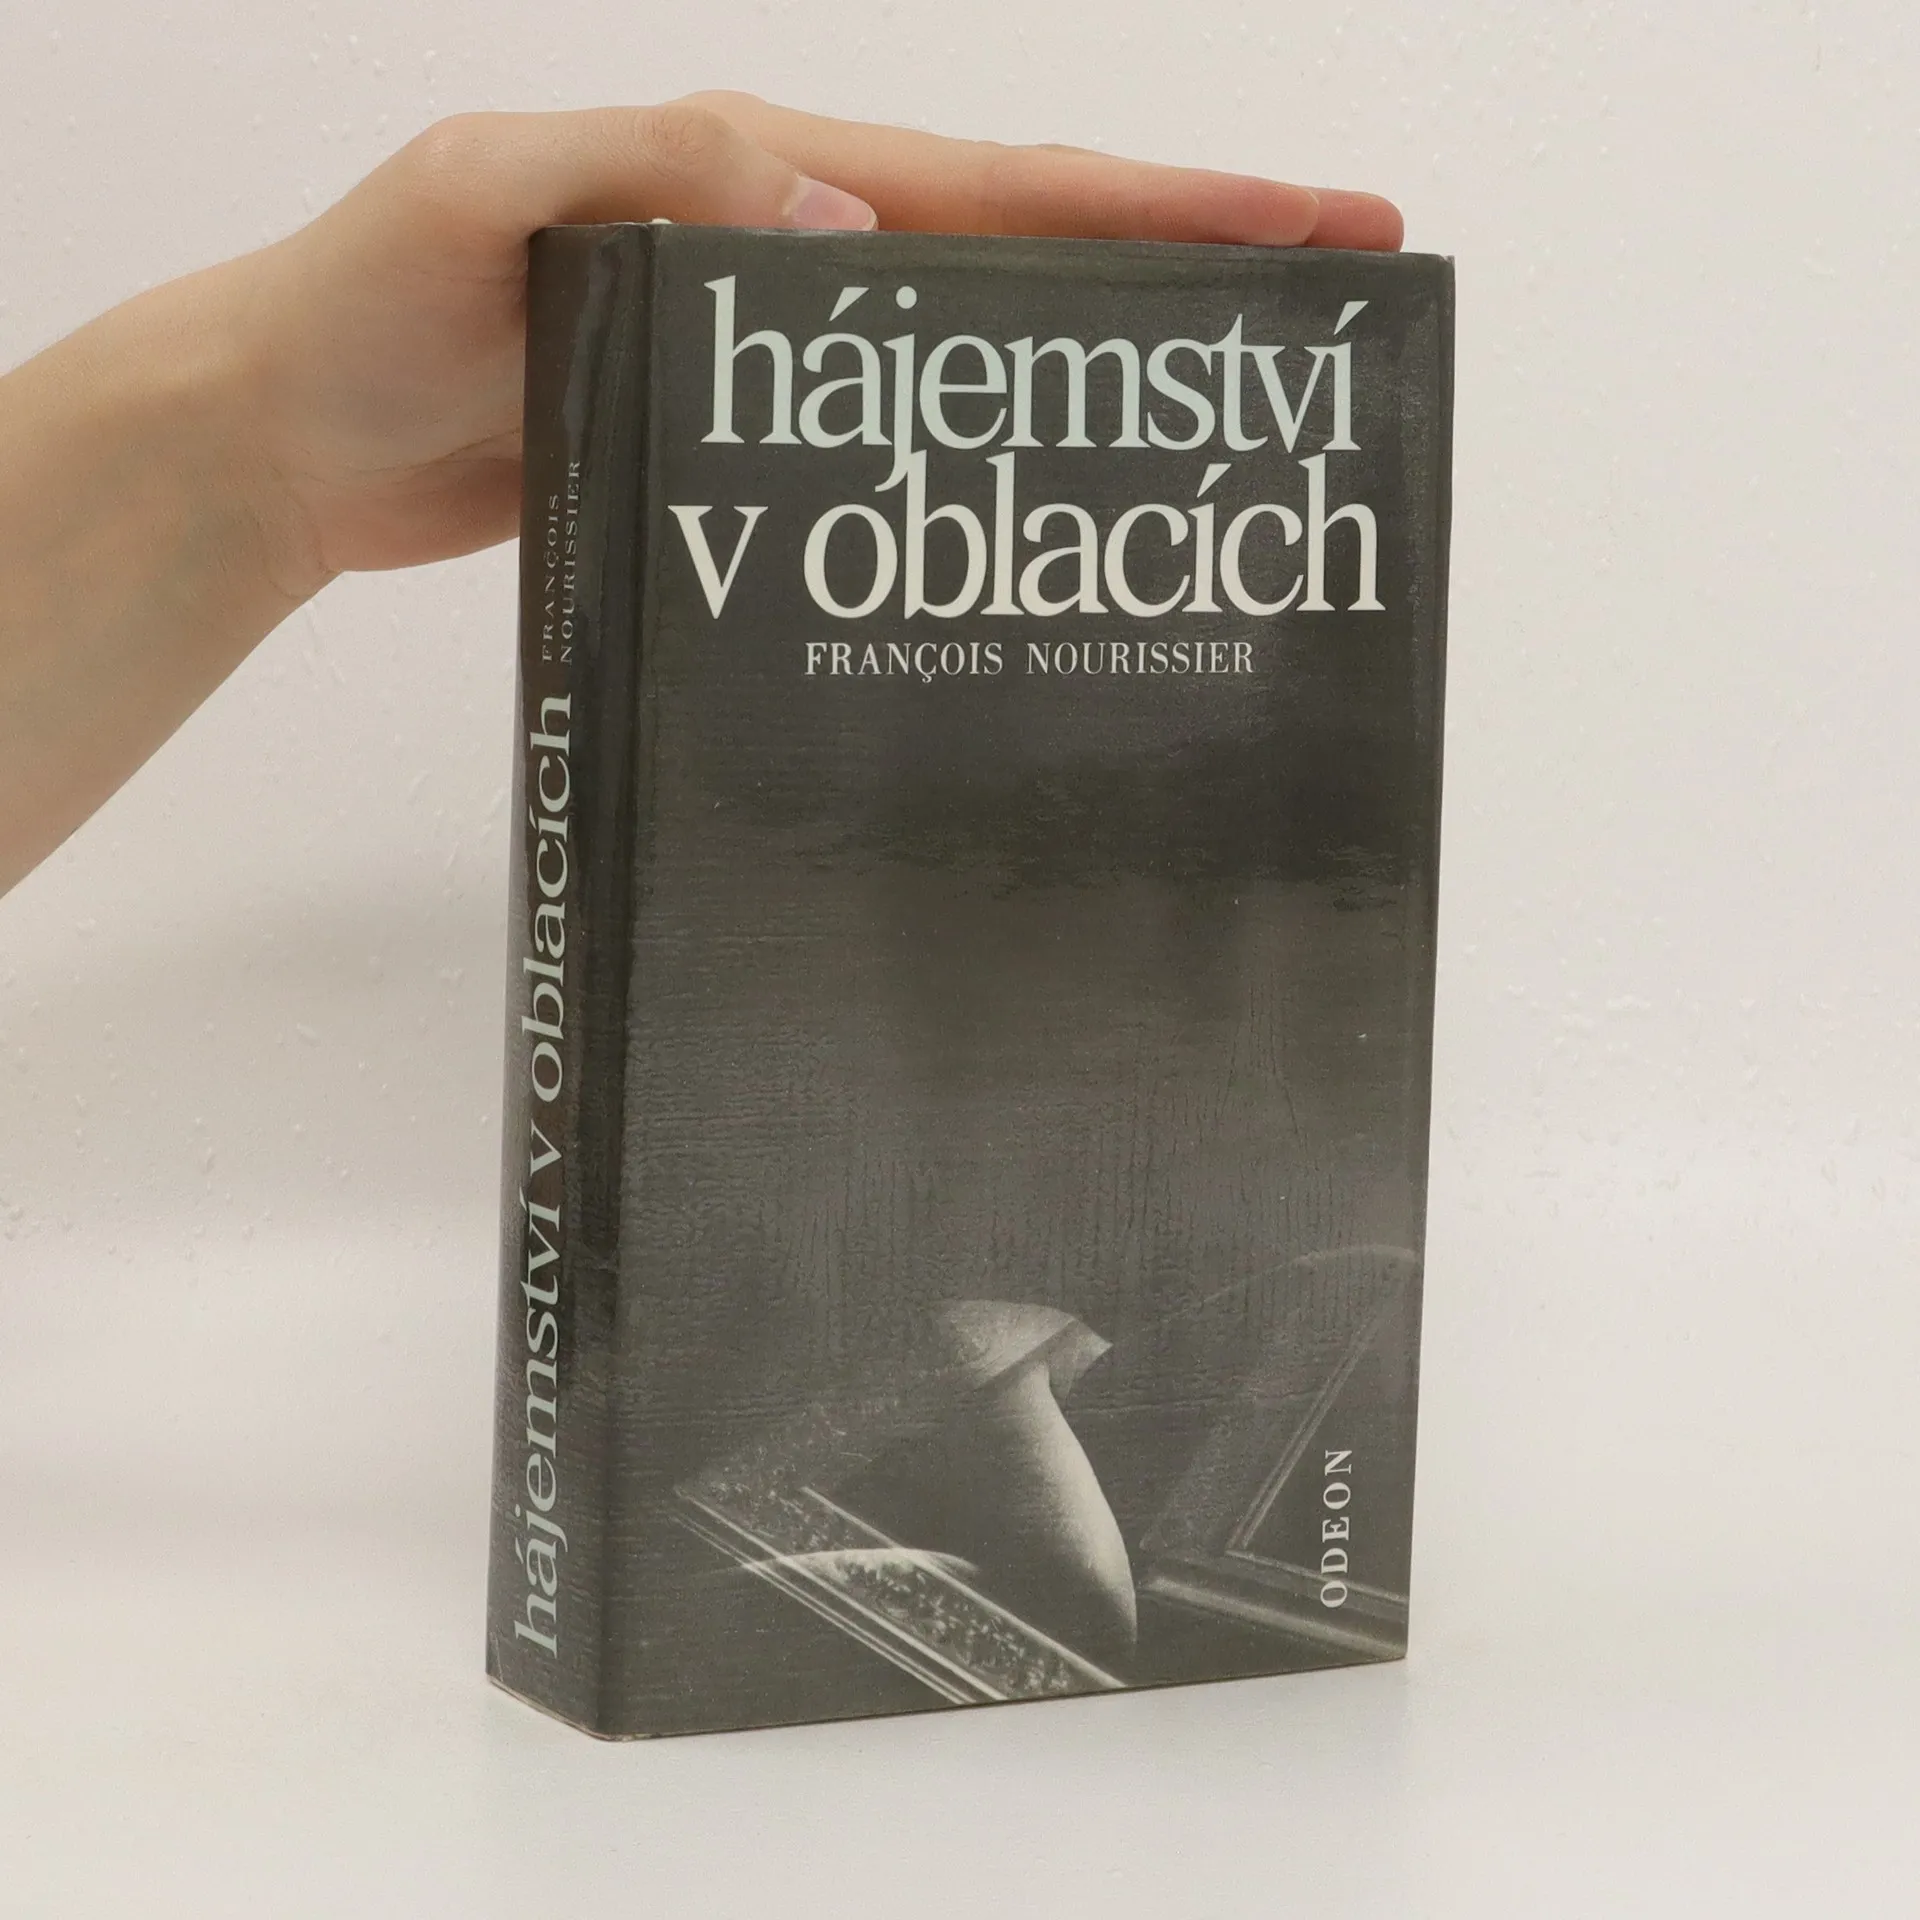 hájemství
v oblacích
FRANÇOIS NOURISSIER
ODEON
hájemství v oblacích
FRANÇOIS
NOURISSIER